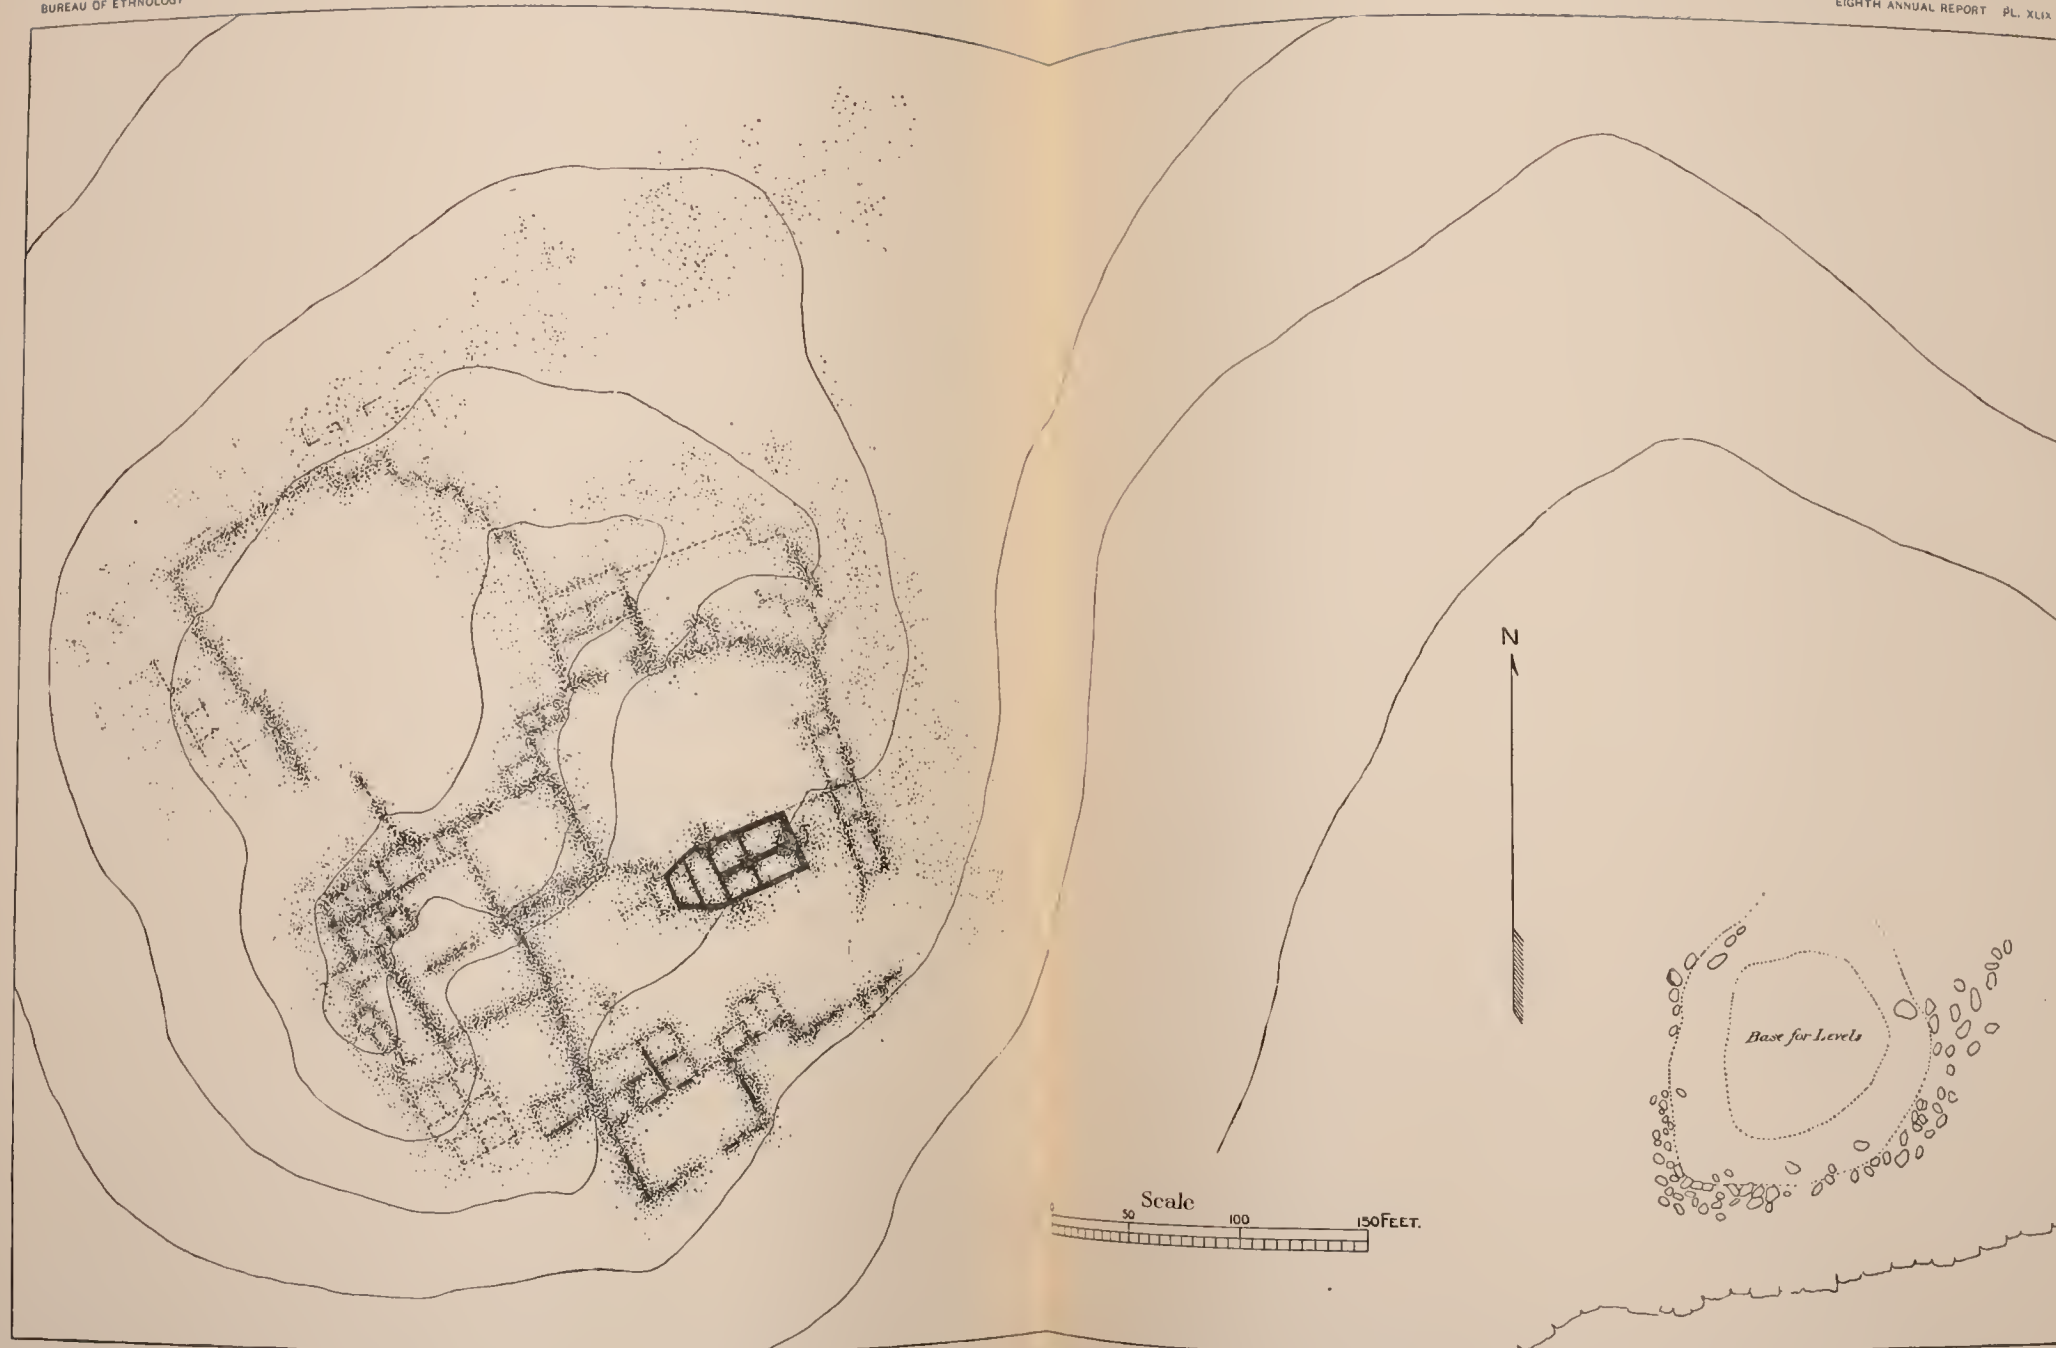 BUREAU OF ETHNOLOGY
EIGHTH ANNUAL REPORT PL. XLIX
N
Base for Levels
Scale
0 50 100 150 FEET.